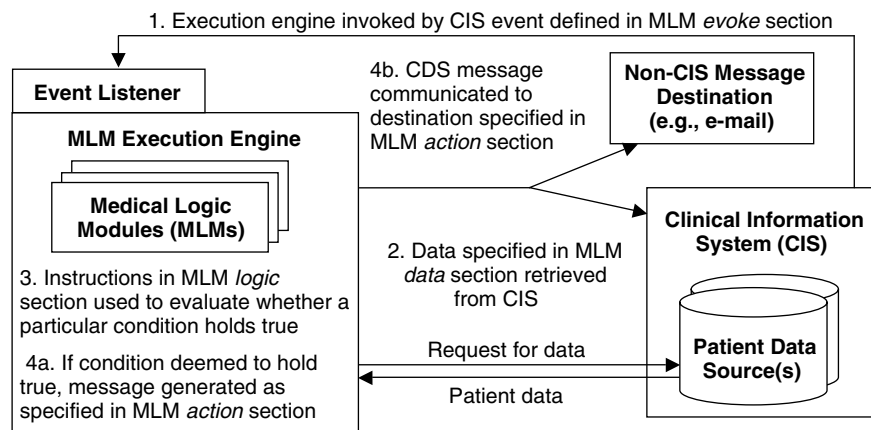 1. Execution engine invoked by CIS event defined in MLM evoke section
Event Listener
MLM Execution Engine
Medical Logic
Modules (MLMs)
3. Instructions in MLM logic
section used to evaluate whether a
particular condition holds true
4a. If condition deemed to hold
true, message generated as
specified in MLM action section
4b. CDS message
communicated to
destination specified in
MLM action section
Non-CIS Message
Destination
(e.g., e-mail)
2. Data specified in MLM
data section retrieved
from CIS
Request for data
Patient data
Clinical Information
System (CIS)
Patient Data
Source(s)